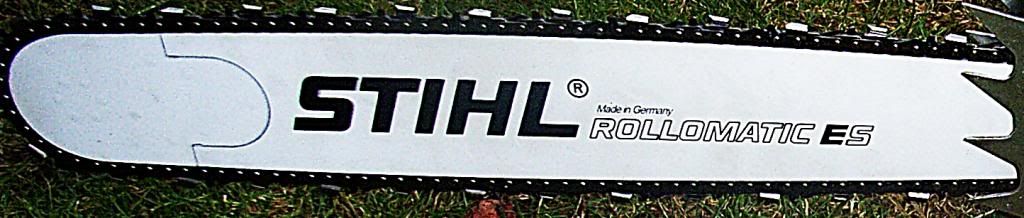 STIHL®
Made in Germany
ROLLOMATIC ES